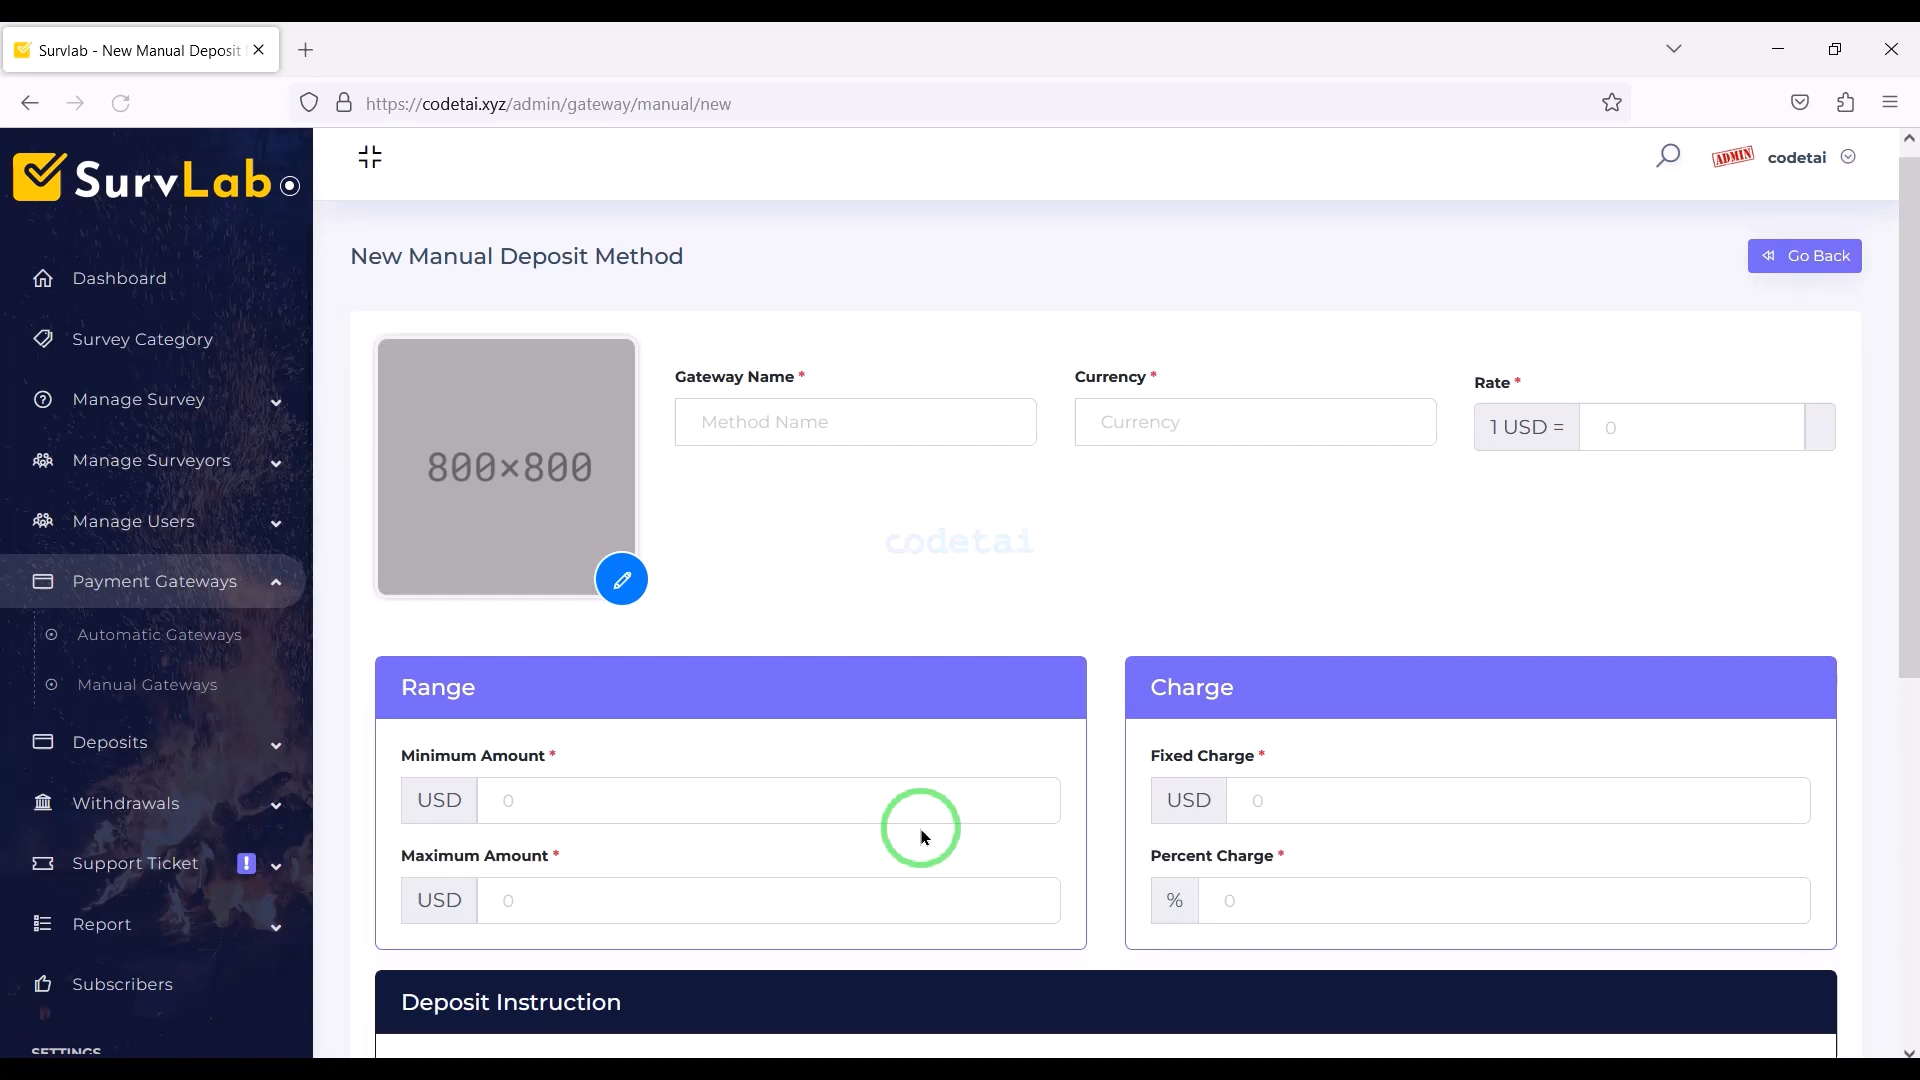 Survlab - New Manual Deposit
https://codetai.xyz/admin/gateway/manual/new
SurvLab
ADMIN
codetai
Dashboard
Survey Category
Manage Survey
Manage Surveyors
Manage Users
Payment Gateways
Automatic Gateways
Manual Gateways
Deposits
Withdrawals
Support Ticket !
Report
Subscribers
SETTINGS
New Manual Deposit Method
Go Back
800×800
Gateway Name *
Method Name
Currency *
Currency
Rate *
1 USD = 0
codetai
Range
Minimum Amount *
USD 0
Maximum Amount *
USD 0
Charge
Fixed Charge *
USD 0
Percent Charge *
% 0
Deposit Instruction